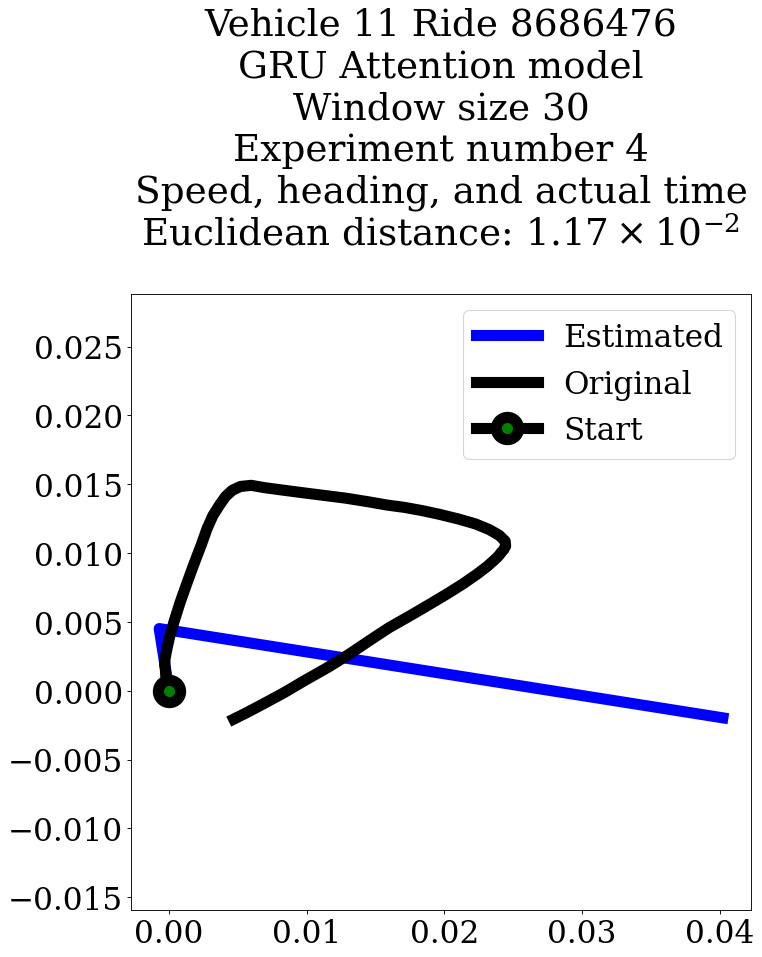 Vehicle 11 Ride 8686476
GRU Attention model
Window size 30
Experiment number 4
Speed, heading, and actual time
Euclidean distance: 1.17 × 10⁻²
Estimated
Original
Start
0.025
0.020
0.015
0.010
0.005
0.000
−0.005
−0.010
−0.015
0.00 0.01 0.02 0.03 0.04